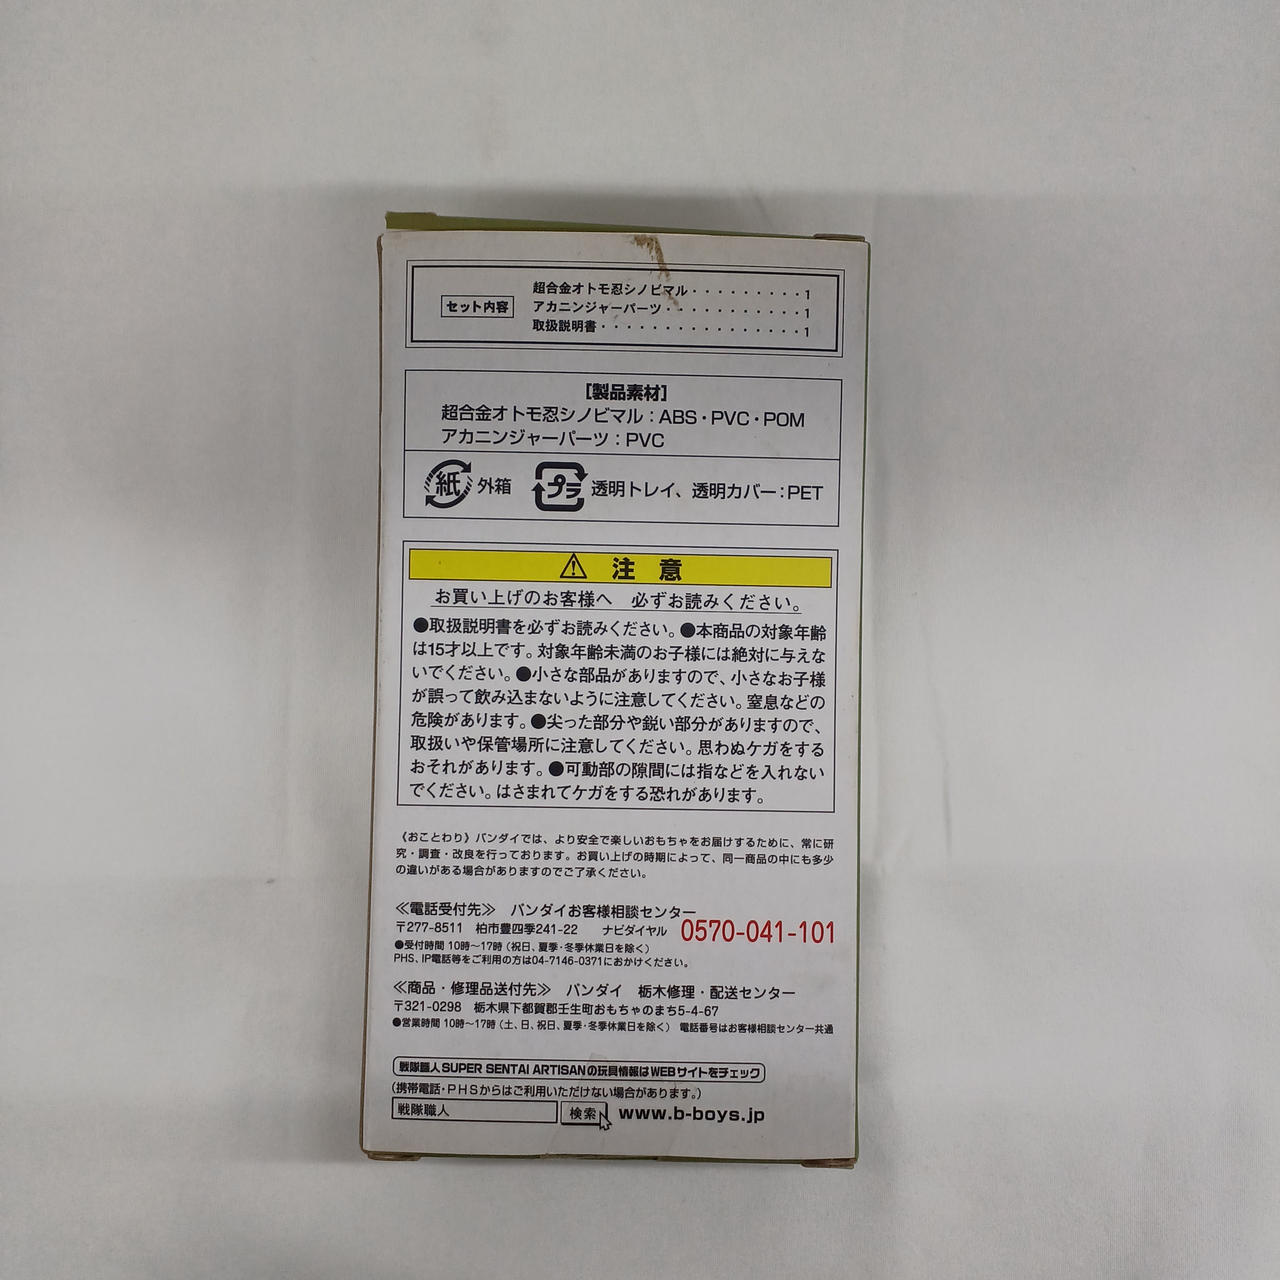 セット内容
超合金オトモ忍シノビマル・・・・・・・・・1
アカニンジャーパーツ・・・・・・・・・・・1
取扱説明書・・・・・・・・・・・・・・・・1
[製品素材]
超合金オトモ忍シノビマル：ABS・PVC・POM
アカニンジャーパーツ：PVC
紙 外箱 プラ 透明トレイ、透明カバー：PET
注意
お買い上げのお客様へ 必ずお読みください。
●取扱説明書を必ずお読みください。●本商品の対象年齢
は15才以上です。対象年齢未満のお子様には絶対に与えな
いでください。●小さな部品がありますので、小さなお子様
が誤って飲み込まないように注意してください。窒息などの
危険があります。●尖った部分や鋭い部分がありますので、
取扱いや保管場所に注意してください。思わぬケガをする
おそれがあります。●可動部の隙間には指などを入れない
でください。はさまれてケガをする恐れがあります。
《おことわり》バンダイでは、より安全で楽しいおもちゃをお届けするために、常に研
究・調査・改良を行っております。お買い上げの時期によって、同一商品の中にも多少
の違いがある場合がありますのでご了承ください。
≪電話受付先≫ バンダイお客様相談センター
〒277-8511 柏市豊四季241-22 ナビダイヤル 0570-041-101
●受付時間 10時〜17時（祝日、夏季・冬季休業日を除く）
PHS、IP電話等をご利用の方は04-7146-0371におかけください。
≪商品・修理品送付先≫ バンダイ 栃木修理・配送センター
〒321-0298 栃木県下都賀郡壬生町おもちゃのまち5-4-67
●営業時間 10時〜17時（土、日、祝日、夏季・冬季休業日を除く） 電話番号はお客様相談センター共通
戦隊職人SUPER SENTAI ARTISANの玩具情報はWEBサイトをチェック
（携帯電話・PHSからはご利用いただけない場合があります。）
戦隊職人 検索 www.b-boys.jp